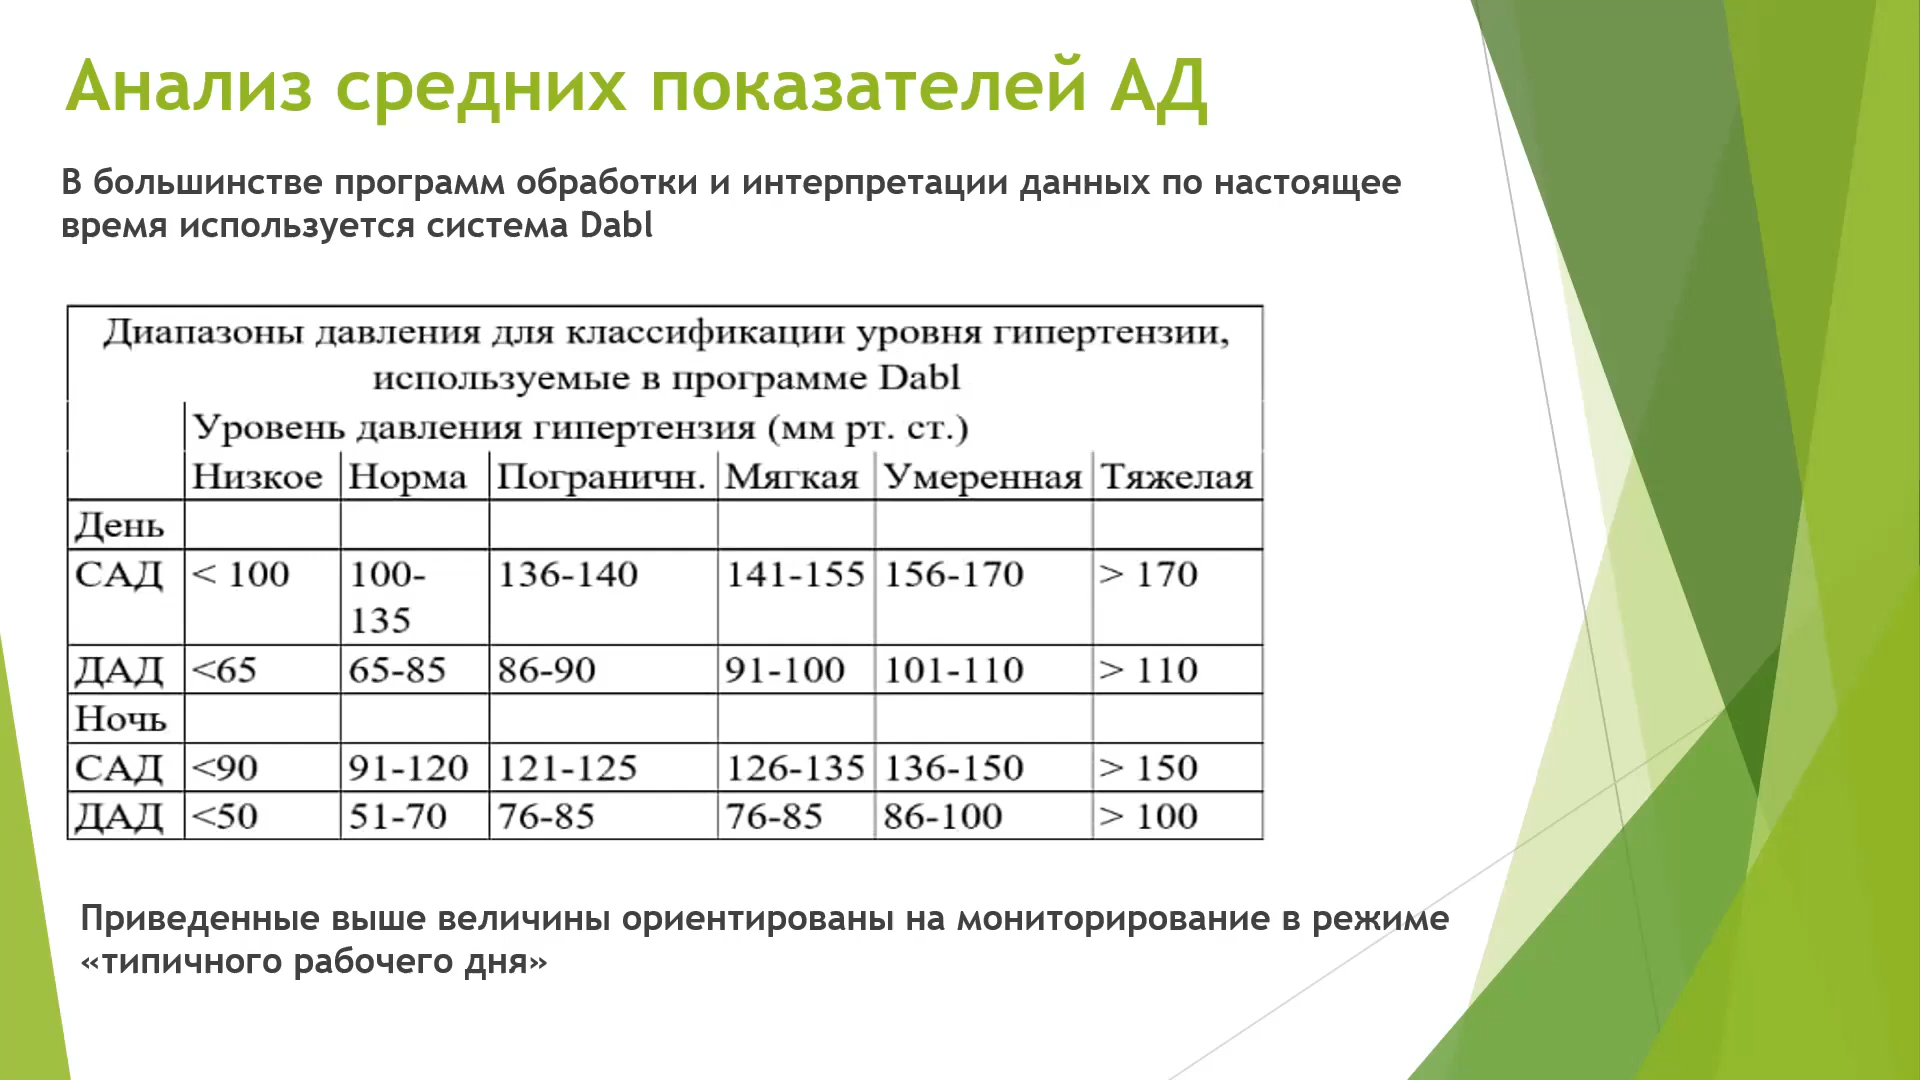 Анализ средних показателей АД
В большинстве программ обработки и интерпретации данных по настоящее
время используется система Dabl
Диапазоны давления для классификации уровня гипертензии,
используемые в программе Dabl
Уровень давления гипертензия (мм рт. ст.)
Низкое Норма Пограничн. Мягкая Умеренная Тяжелая
День
САД < 100 100-135 136-140 141-155 156-170 > 170
ДАД <65 65-85 86-90 91-100 101-110 > 110
Ночь
САД <90 91-120 121-125 126-135 136-150 > 150
ДАД <50 51-70 76-85 76-85 86-100 > 100
Приведенные выше величины ориентированы на мониторирование в режиме
«типичного рабочего дня»